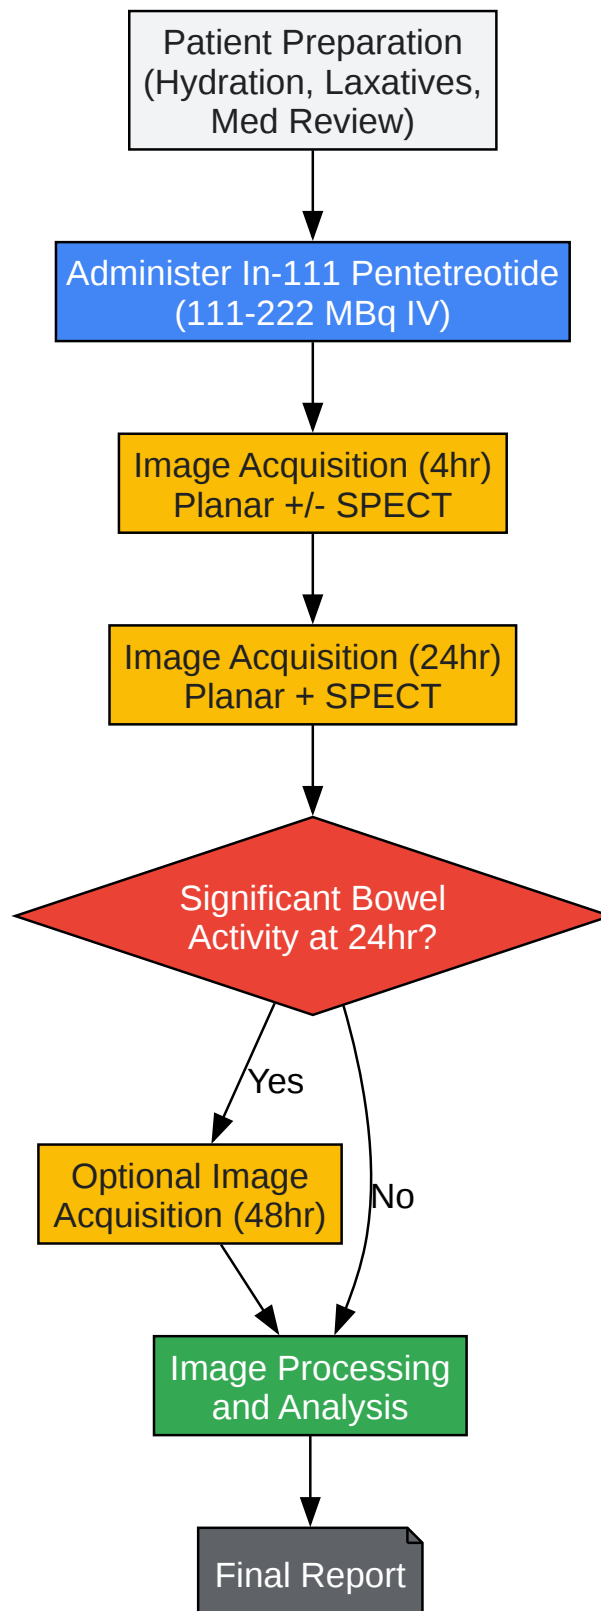 Patient Preparation
(Hydration, Laxatives,
Med Review)
Administer In-111 Pentetreotide
(111-222 MBq IV)
Image Acquisition (4hr)
Planar +/- SPECT
Image Acquisition (24hr)
Planar + SPECT
Significant Bowel
Activity at 24hr?
Yes
Optional Image
Acquisition (48hr)
No
Image Processing
and Analysis
Final Report